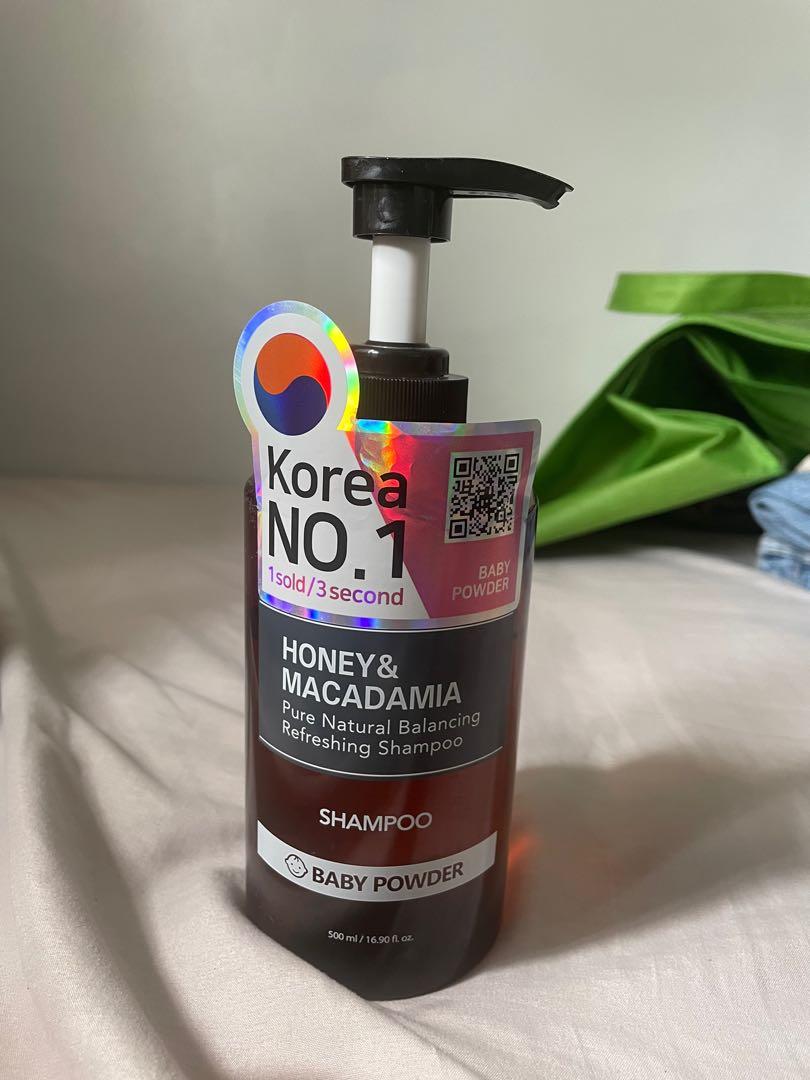 Korea
NO.1
1sold/3second
BABY
POWDER
HONEY&
MACADAMIA
Pure Natural Balancing
Refreshing Shampoo
SHAMPOO
BABY POWDER
500 ml / 16.90 fl. oz.